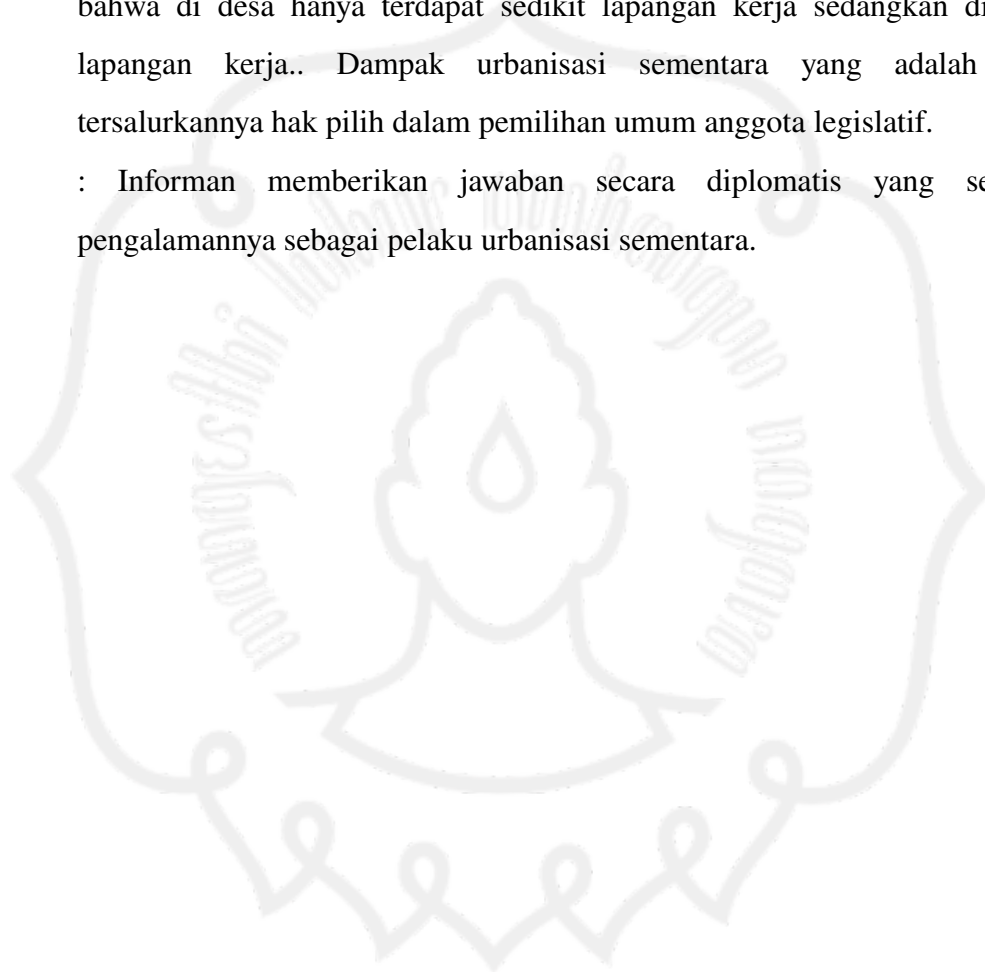 bahwa di desa hanya terdapat sedikit lapangan kerja sedangkan di
lapangan kerja.. Dampak urbanisasi sementara yang adalah
tersalurkannya hak pilih dalam pemilihan umum anggota legislatif.
: Informan memberikan jawaban secara diplomatis yang se
pengalamannya sebagai pelaku urbanisasi sementara.